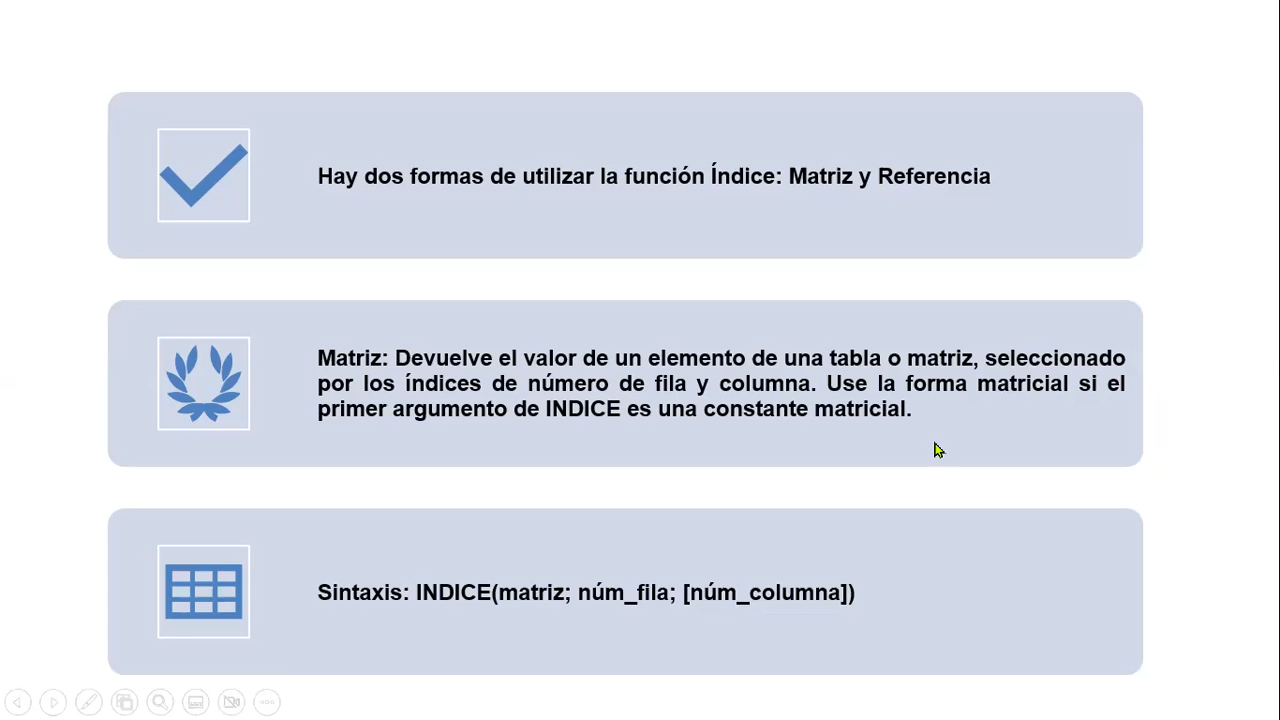 Hay dos formas de utilizar la función Índice: Matriz y Referencia
Matriz: Devuelve el valor de un elemento de una tabla o matriz, seleccionado
por los índices de número de fila y columna. Use la forma matricial si el
primer argumento de INDICE es una constante matricial.
Sintaxis: INDICE(matriz; núm_fila; [núm_columna])